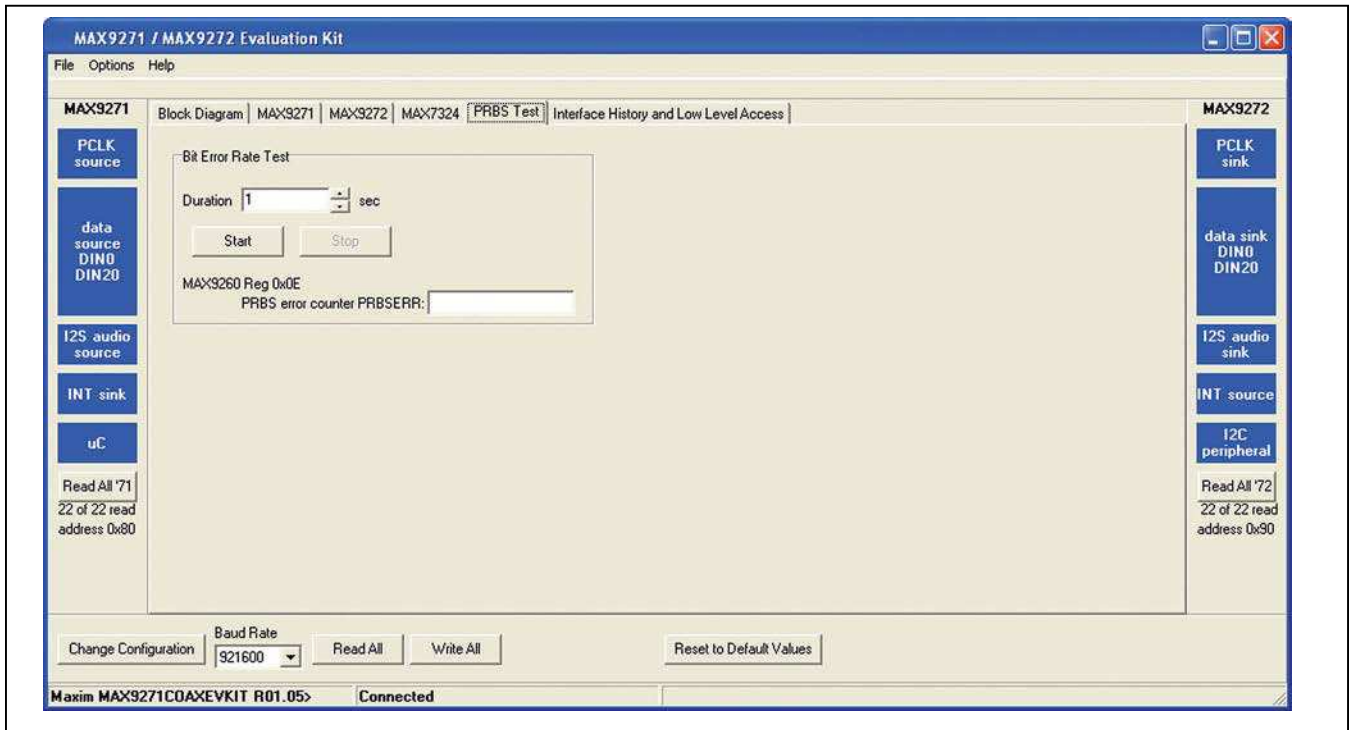 MAX9271 / MAX9272 Evaluation Kit
File Options Help
MAX9271
PCLK
source
data
source
DIN0
DIN20
I2S audio
source
INT sink
uC
Read All '71
22 of 22 read
address 0x80
Block Diagram MAX9271 MAX9272 MAX7324 PRBS Test Interface History and Low Level Access
Bit Error Rate Test
Duration 1 sec
Start Stop
MAX9260 Reg 0x0E
PRBS error counter PRBSERR:
MAX9272
PCLK
sink
data sink
DIN0
DIN20
I2S audio
sink
INT source
I2C
peripheral
Read All '72
22 of 22 read
address 0x90
Change Configuration
Baud Rate
921600
Read All
Write All
Reset to Default Values
Maxim MAX9271COAXEVKIT R01.05> Connected